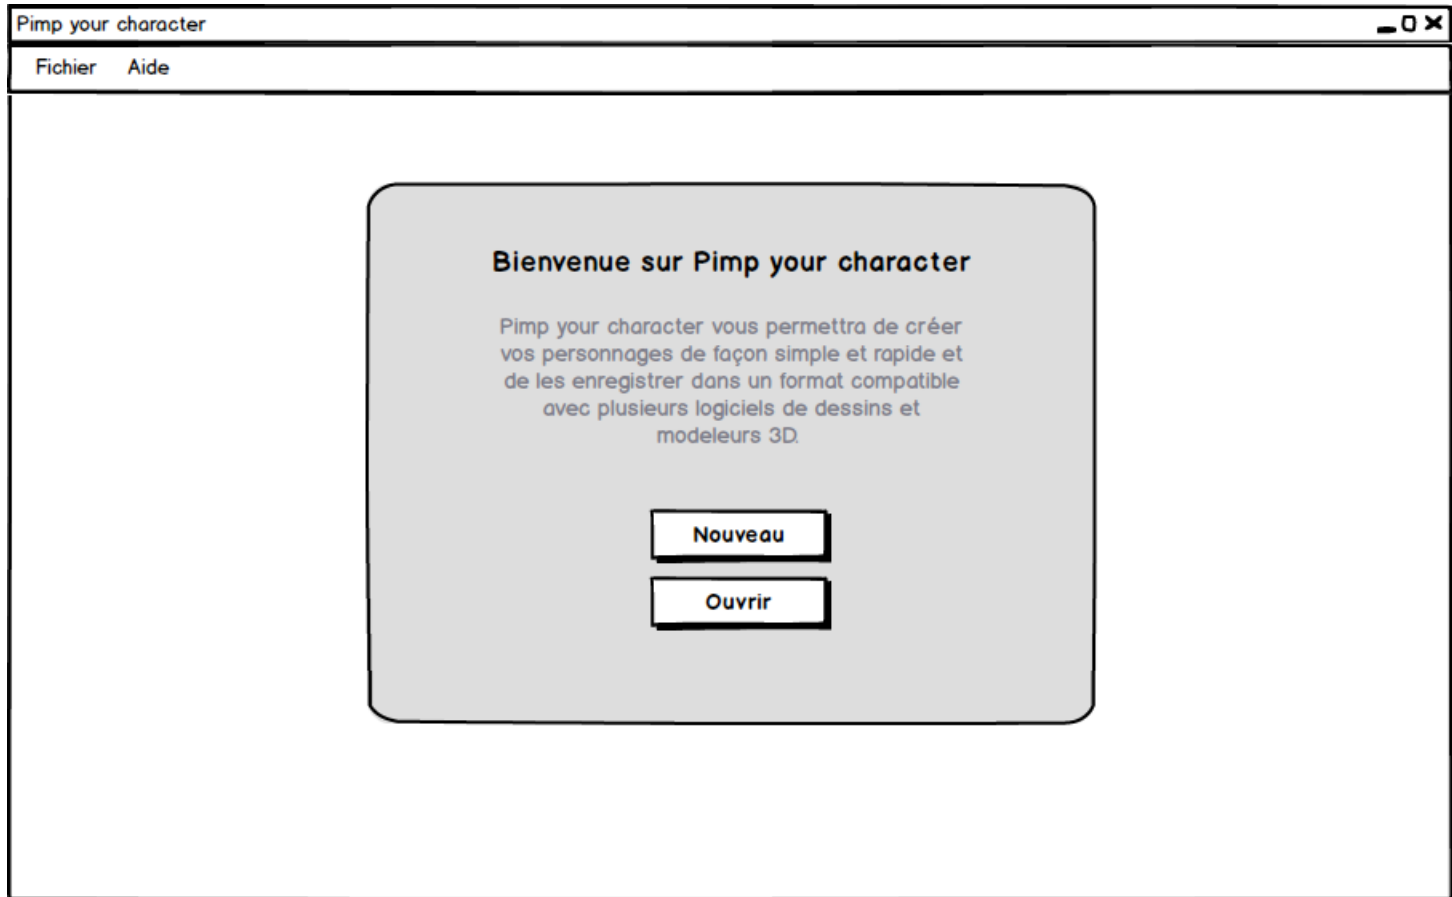 Pimp your character
Fichier Aide
Bienvenue sur Pimp your character
Pimp your character vous permettra de créer
vos personnages de façon simple et rapide et
de les enregistrer dans un format compatible
avec plusieurs logiciels de dessins et
modeleurs 3D.
Nouveau
Ouvrir